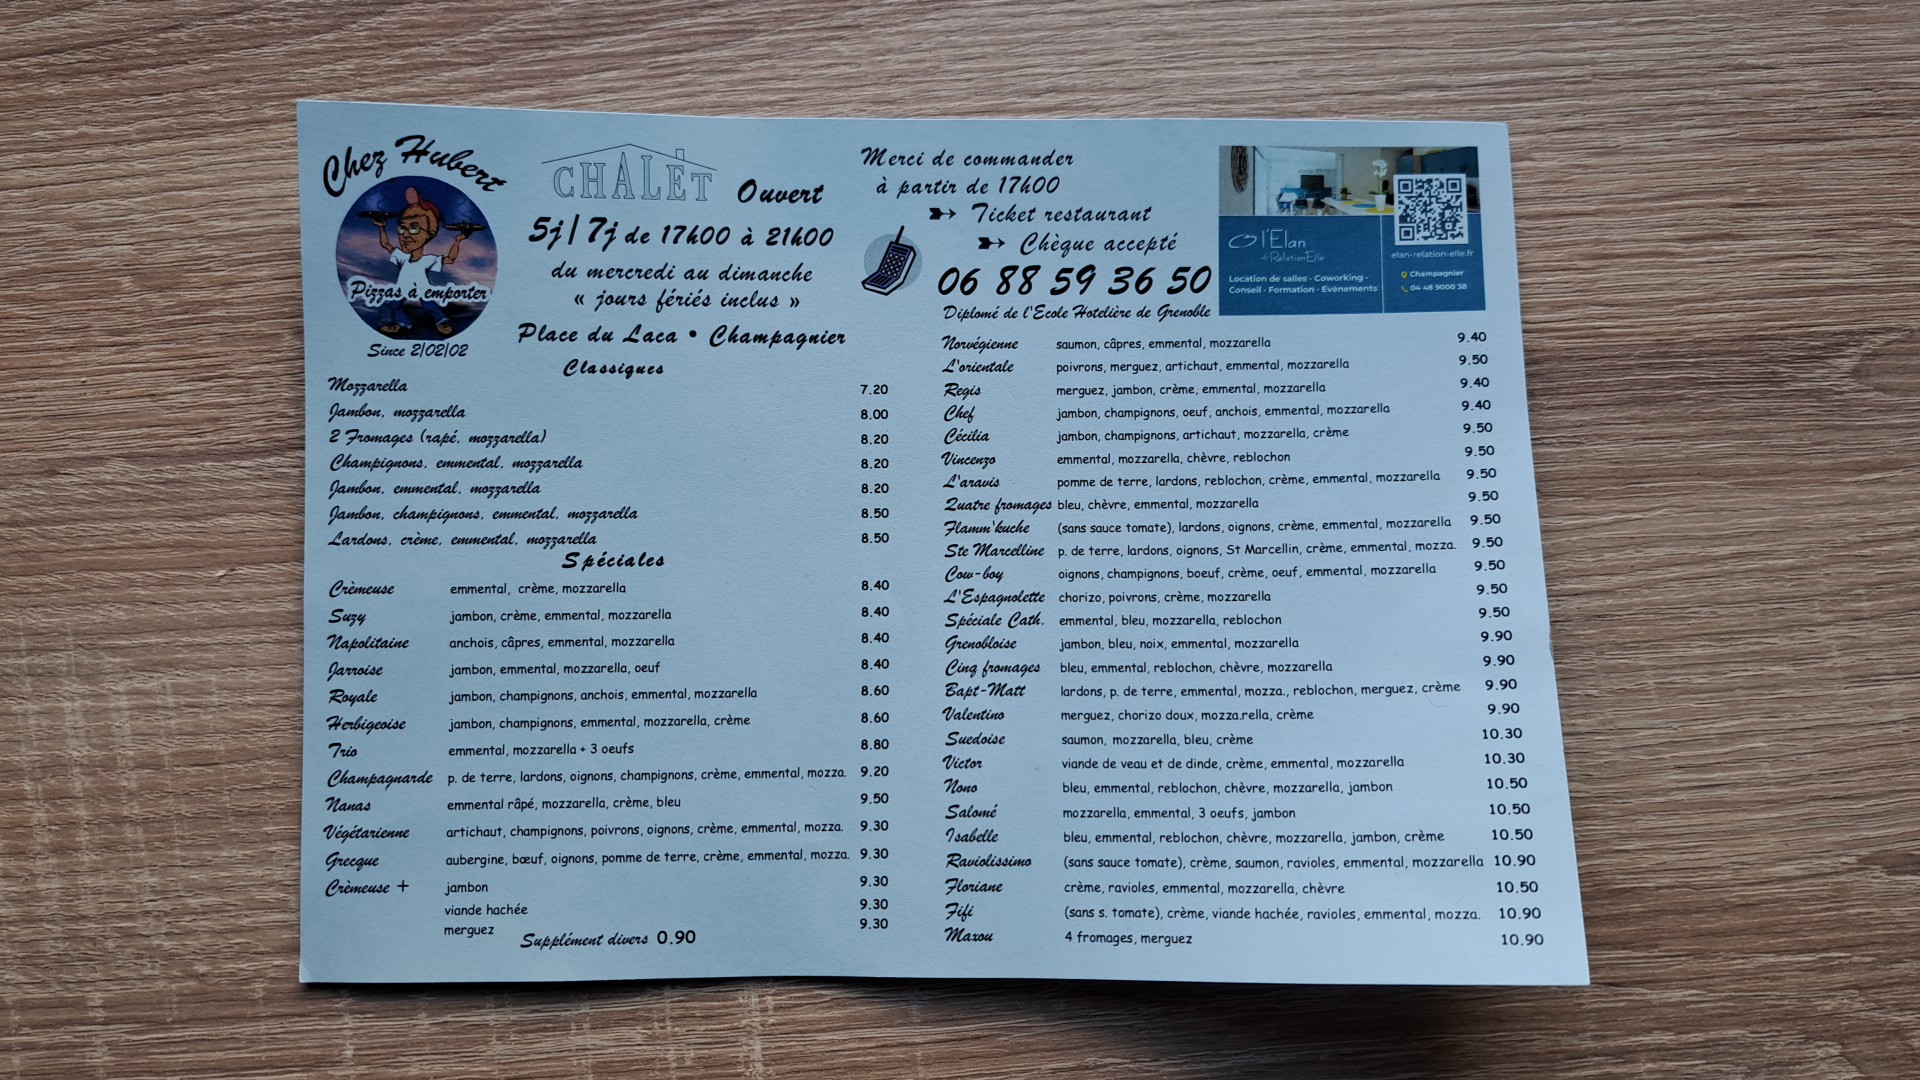 Chez Hubert
Pizzas à emporter
Since 2/02/02
CHALET Ouvert
5j/7j de 17h00 à 21h00
du mercredi au dimanche
« jours fériés inclus »
Place du Laca • Champagnier
Classiques
Mozzarella 7.20
Jambon, mozzarella 8.00
2 Fromages (rapé, mozzarella) 8.20
Champignons, emmental, mozzarella 8.20
Jambon, emmental, mozzarella 8.20
Jambon, champignons, emmental, mozzarella 8.50
Lardons, crème, emmental, mozzarella 8.50
Spéciales
Crèmeuse emmental, crème, mozzarella 8.40
Suzy jambon, crème, emmental, mozzarella 8.40
Napolitaine anchois, câpres, emmental, mozzarella 8.40
Jarroise jambon, emmental, mozzarella, oeuf 8.40
Royale jambon, champignons, anchois, emmental, mozzarella 8.60
Herbigeoise jambon, champignons, emmental, mozzarella, crème 8.60
Trio emmental, mozzarella + 3 oeufs 8.80
Champagnarde p. de terre, lardons, oignons, champignons, crème, emmental, mozza. 9.20
Nanas emmental râpé, mozzarella, crème, bleu 9.50
Végétarienne artichaut, champignons, poivrons, oignons, crème, emmental, mozza. 9.30
Grecque aubergine, bœuf, oignons, pomme de terre, crème, emmental, mozza. 9.30
Crèmeuse + jambon 9.30
viande hachée 9.30
merguez 9.30
Supplément divers 0.90
Merci de commander
à partir de 17h00
Ticket restaurant
Chèque accepté
06 88 59 36 50
Diplomé de l'Ecole Hotelière de Grenoble
l'Elan
de RelationElle
Location de salles - Coworking -
Conseil - Formation - Evénements
elan-relation-elle.fr
Champagnier
04 48 9000 38
Norvégienne saumon, câpres, emmental, mozzarella 9.40
L'orientale poivrons, merguez, artichaut, emmental, mozzarella 9.50
Regis merguez, jambon, crème, emmental, mozzarella 9.40
Chef jambon, champignons, oeuf, anchois, emmental, mozzarella 9.40
Cécilia jambon, champignons, artichaut, mozzarella, crème 9.50
Vincenzo emmental, mozzarella, chèvre, reblochon 9.50
L'aravis pomme de terre, lardons, reblochon, crème, emmental, mozzarella 9.50
Quatre fromages bleu, chèvre, emmental, mozzarella 9.50
Flamm'kuche (sans sauce tomate), lardons, oignons, crème, emmental, mozzarella 9.50
Ste Marcelline p. de terre, lardons, oignons, St Marcellin, crème, emmental, mozza. 9.50
Cow-boy oignons, champignons, boeuf, crème, oeuf, emmental, mozzarella 9.50
L'Espagnolette chorizo, poivrons, crème, mozzarella 9.50
Spéciale Cath. emmental, bleu, mozzarella, reblochon 9.50
Grenobloise jambon, bleu, noix, emmental, mozzarella 9.90
Cinq fromages bleu, emmental, reblochon, chèvre, mozzarella 9.90
Bapt-Matt lardons, p. de terre, emmental, mozza., reblochon, merguez, crème 9.90
Valentino merguez, chorizo doux, mozza.rella, crème 9.90
Suedoise saumon, mozzarella, bleu, crème 10.30
Victor viande de veau et de dinde, crème, emmental, mozzarella 10.30
Nono bleu, emmental, reblochon, chèvre, mozzarella, jambon 10.50
Salomé mozzarella, emmental, 3 oeufs, jambon 10.50
Isabelle bleu, emmental, reblochon, chèvre, mozzarella, jambon, crème 10.50
Raviolissimo (sans sauce tomate), crème, saumon, ravioles, emmental, mozzarella 10.90
Floriane crème, ravioles, emmental, mozzarella, chèvre 10.50
Fifi (sans s. tomate), crème, viande hachée, ravioles, emmental, mozza. 10.90
Maxou 4 fromages, merguez 10.90